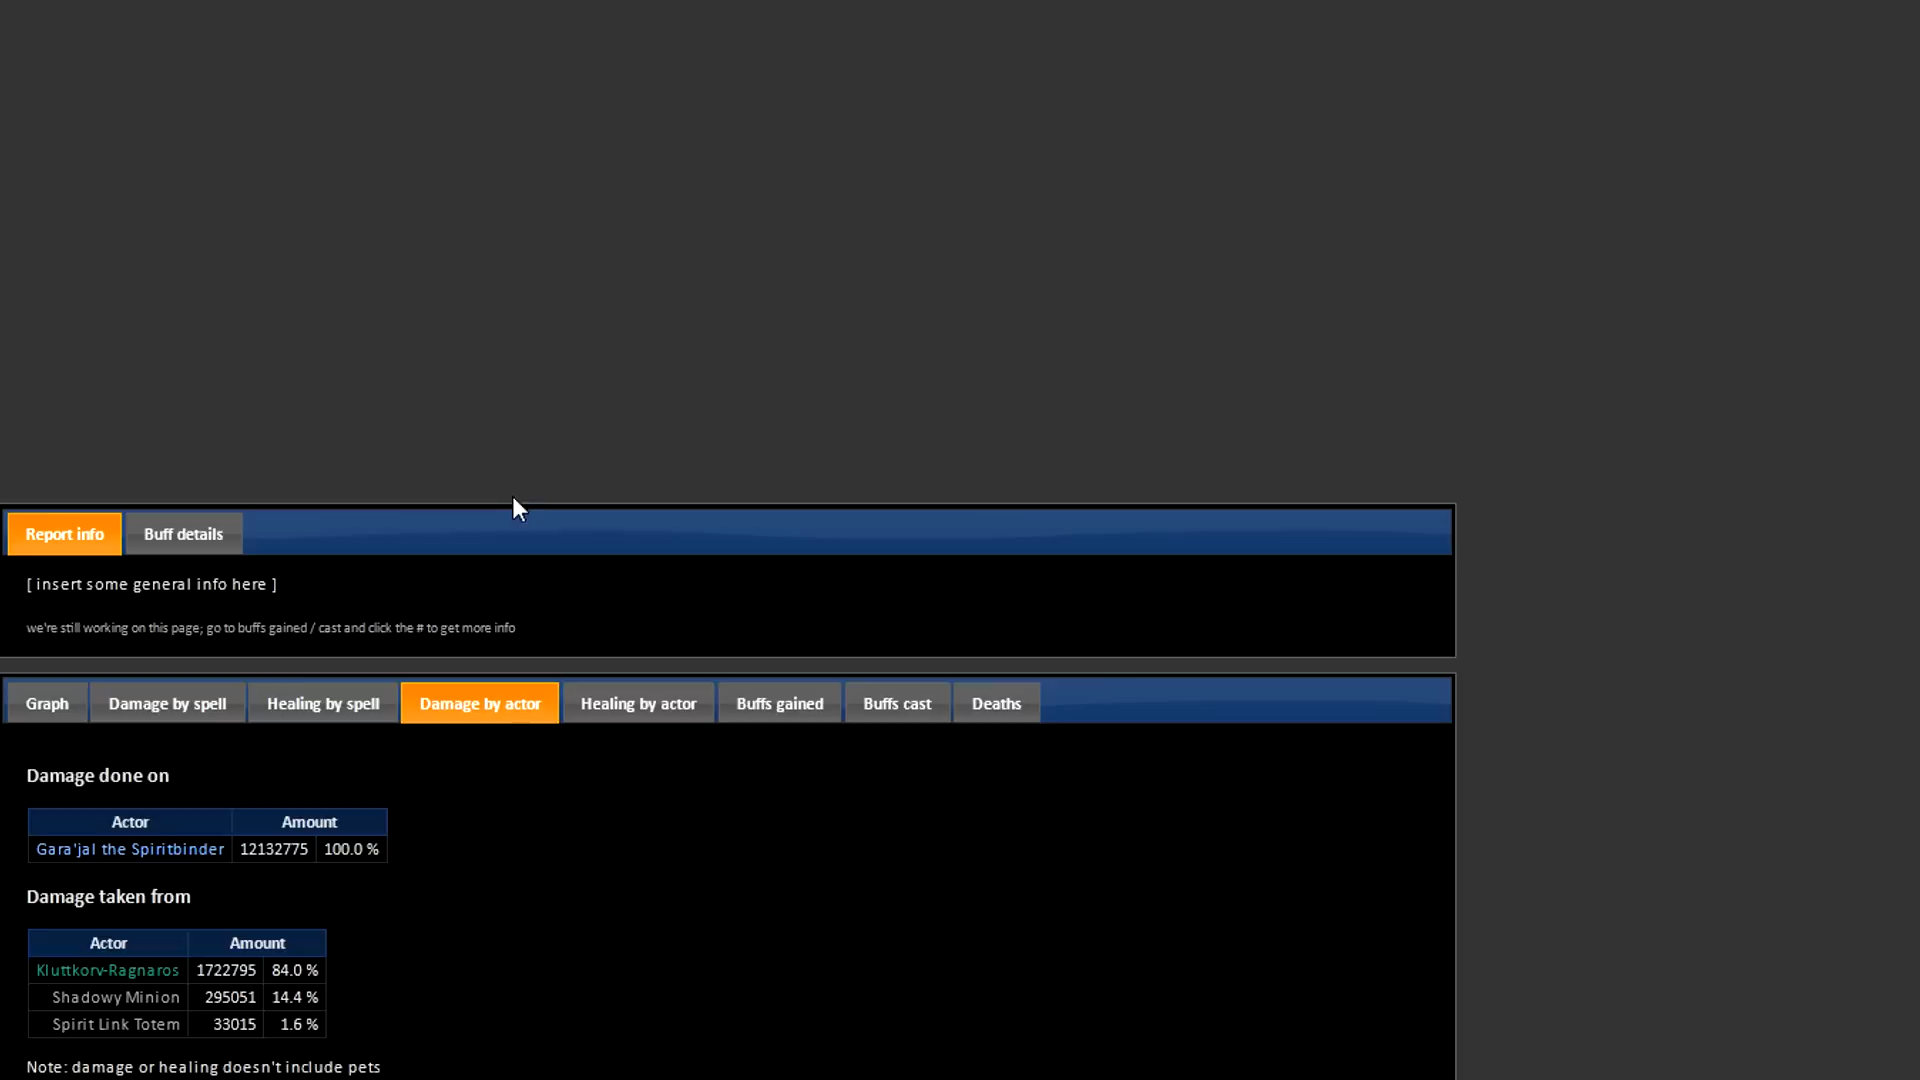 Report info Buff details
[ insert some general info here ]
we're still working on this page; go to buffs gained / cast and click the # to get more info
Graph Damage by spell Healing by spell Damage by actor Healing by actor Buffs gained Buffs cast Deaths
Damage done on
Actor Amount
Gara'jal the Spiritbinder 12132775 100.0 %
Damage taken from
Actor Amount
Kluttkorv-Ragnaros 1722795 84.0 %
Shadowy Minion 295051 14.4 %
Spirit Link Totem 33015 1.6 %
Note: damage or healing doesn't include pets